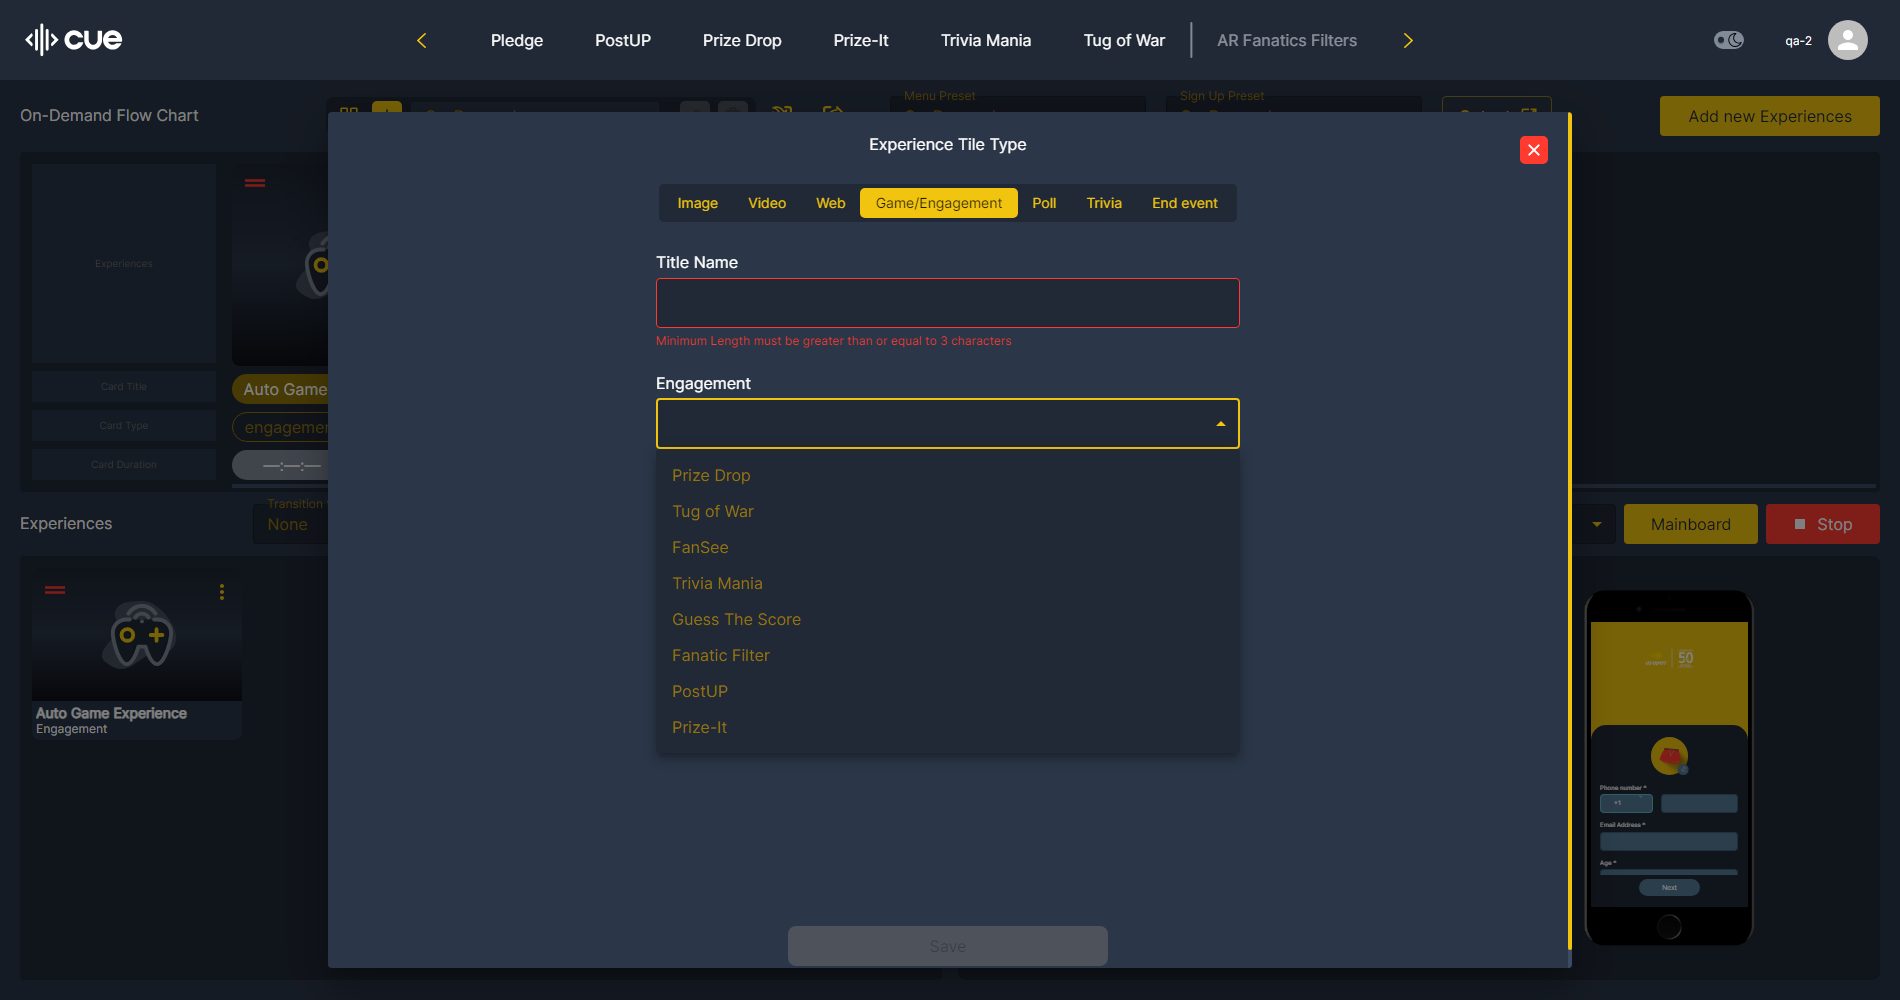 cue
Pledge
PostUP
Prize Drop
Prize-It
Trivia Mania
Tug of War
AR Fanatics Filters
qa-2
On-Demand Flow Chart
Menu Preset
Sign Up Preset
Add new Experiences
Experience Tile Type
Image
Video
Web
Game/Engagement
Poll
Trivia
End event
Experiences
Title Name
Minimum Length must be greater than or equal to 3 characters
Card Title
Auto Game
Engagement
Card Type
engagemen
Card Duration
—:—:—
Prize Drop
Tug of War
FanSee
Trivia Mania
Guess The Score
Fanatic Filter
PostUP
Prize-It
Experiences
Transition
None
Mainboard
Stop
Auto Game Experience
Engagement
50
Phone number *
+1
Email Address *
Age *
Next
Save